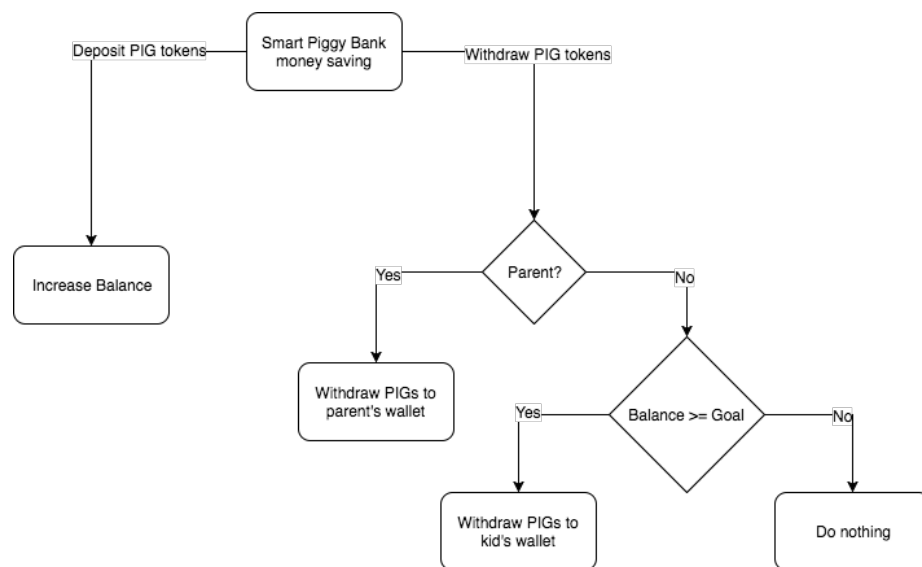 Deposit PIG tokens
Smart Piggy Bank
money saving
Withdraw PIG tokens
Increase Balance
Yes
Parent?
No
Withdraw PIGs to
parent's wallet
Yes
Balance >= Goal
No
Withdraw PIGs to
kid's wallet
Do nothing